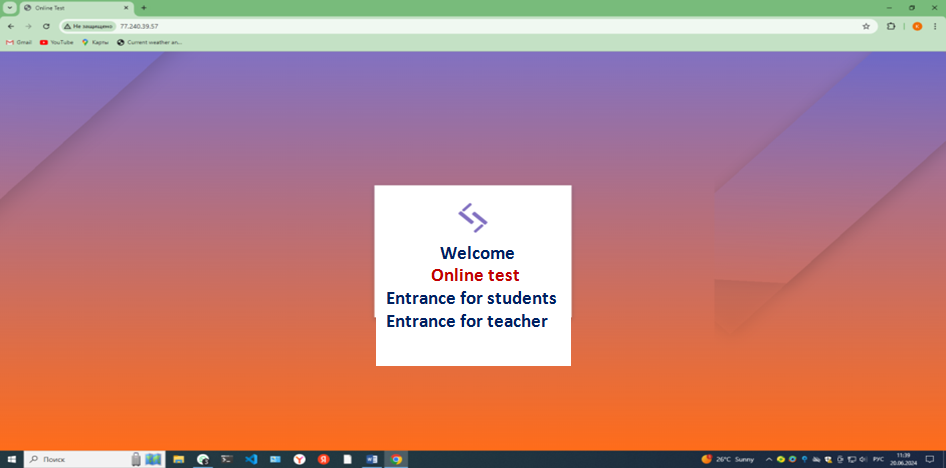 Online Test
Не защищено 77.240.39.57
Gmail YouTube Карты Current weather an...
Welcome
Online test
Entrance for students
Entrance for teacher
Поиск 26°C Sunny РУС 11:39
20.06.2024